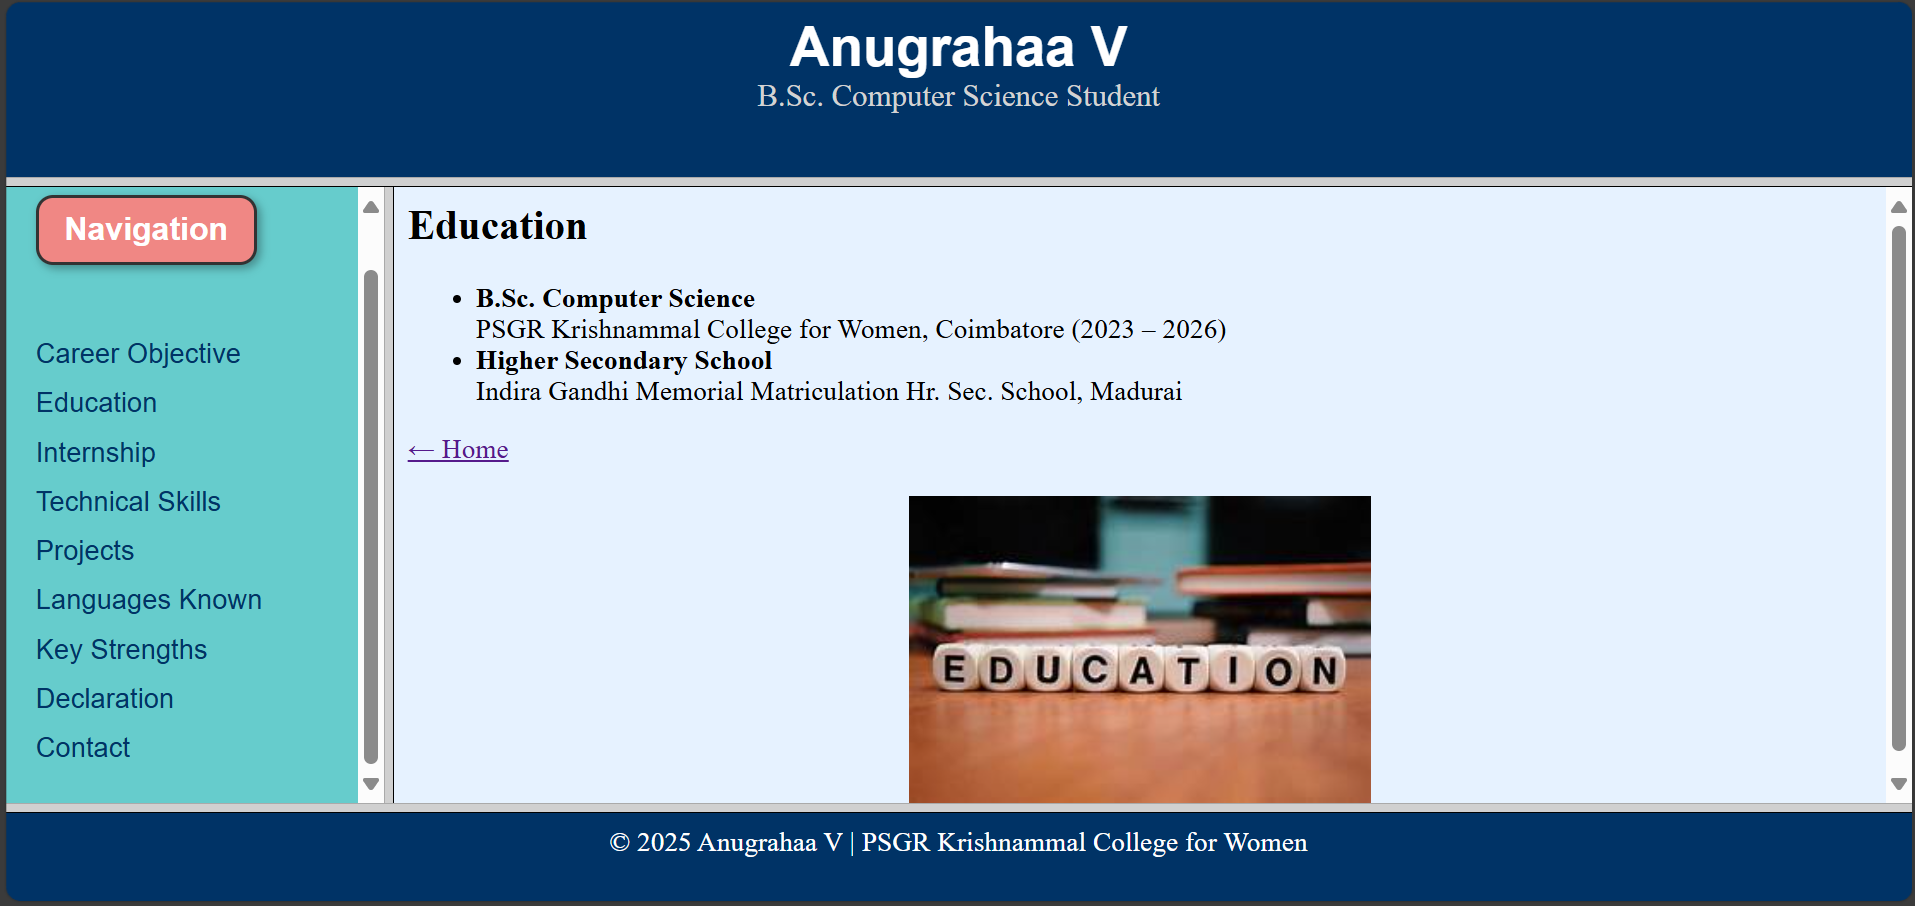 Anugrahaa V
B.Sc. Computer Science Student
Navigation
Career Objective
Education
Internship
Technical Skills
Projects
Languages Known
Key Strengths
Declaration
Contact
Education
• B.Sc. Computer Science
PSGR Krishnammal College for Women, Coimbatore (2023 – 2026)
• Higher Secondary School
Indira Gandhi Memorial Matriculation Hr. Sec. School, Madurai
← Home
EDUCATION
© 2025 Anugrahaa V | PSGR Krishnammal College for Women